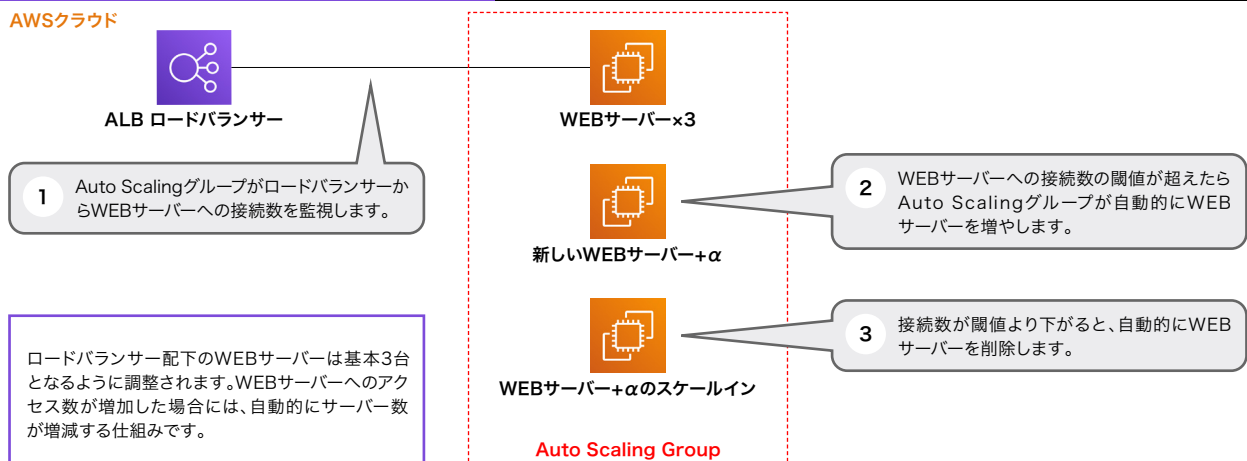 AWSクラウド
ALB ロードバランサー
WEBサーバー×3
1
Auto Scalingグループがロードバランサーか
らWEBサーバーへの接続数を監視します。
2
WEBサーバーへの接続数の閾値が超えたら
Auto Scalingグループが自動的にWEB
サーバーを増やします。
新しいWEBサーバー+α
3
接続数が閾値より下がると、自動的にWEB
サーバーを削除します。
WEBサーバー+αのスケールイン
ロードバランサー配下のWEBサーバーは基本3台
となるように調整されます。WEBサーバーへのアク
セス数が増加した場合には、自動的にサーバー数
が増減する仕組みです。
Auto Scaling Group